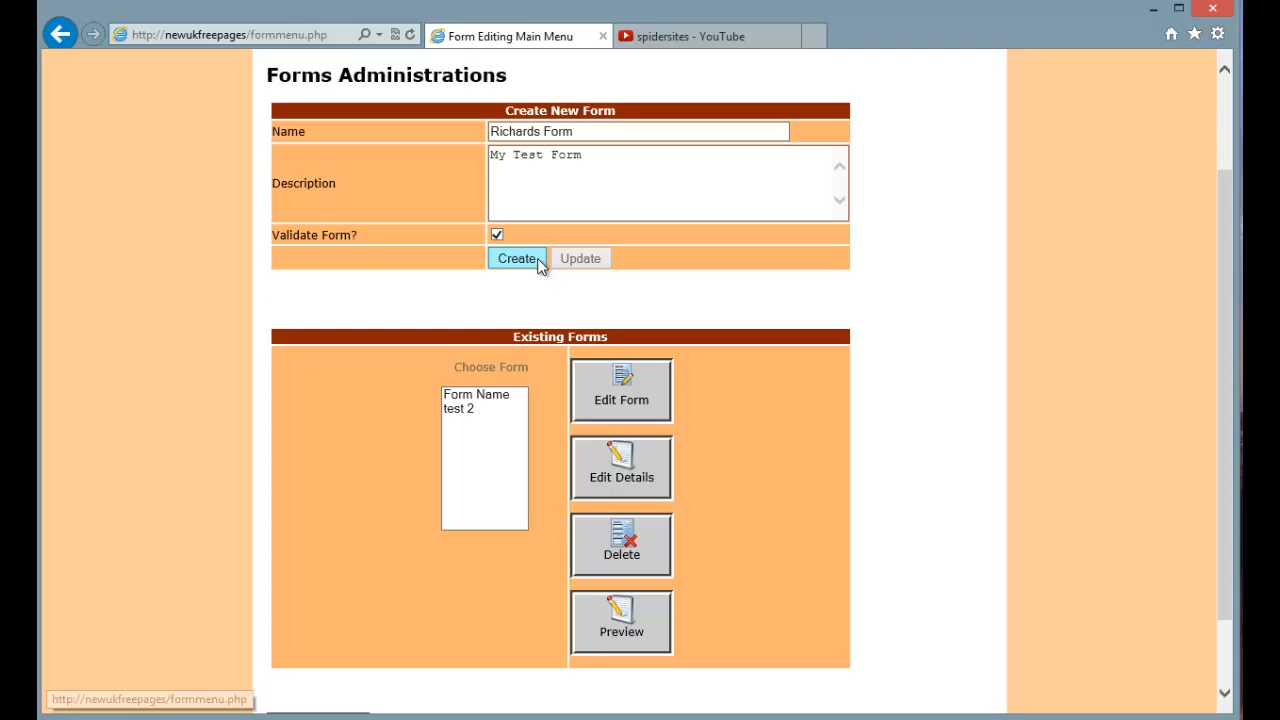 http://newukfreepages/formmenu.php
Form Editing Main Menu
spidersites - YouTube
Forms Administrations
Create New Form
Name
Richards Form
Description
My Test Form
Validate Form?
Create
Update
Existing Forms
Choose Form
Form Name
test 2
Edit Form
Edit Details
Delete
Preview
http://newukfreepages/formmenu.php